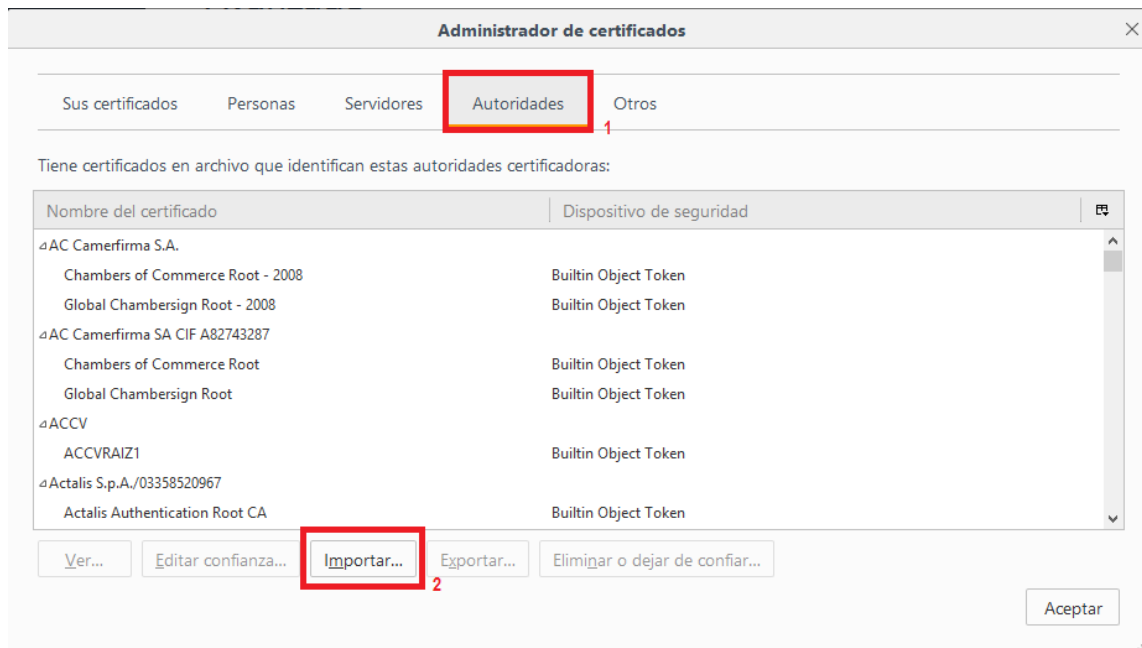 Administrador de certificados
Sus certificados Personas Servidores Autoridades Otros
1
Tiene certificados en archivo que identifican estas autoridades certificadoras:
Nombre del certificado Dispositivo de seguridad
AC Camerfirma S.A.
Chambers of Commerce Root - 2008 Builtin Object Token
Global Chambersign Root - 2008 Builtin Object Token
AC Camerfirma SA CIF A82743287
Chambers of Commerce Root Builtin Object Token
Global Chambersign Root Builtin Object Token
ACCV
ACCVRAIZ1 Builtin Object Token
Actalis S.p.A./03358520967
Actalis Authentication Root CA Builtin Object Token
Ver... Editar confianza... Importar... Exportar... Eliminar o dejar de confiar...
2
Aceptar